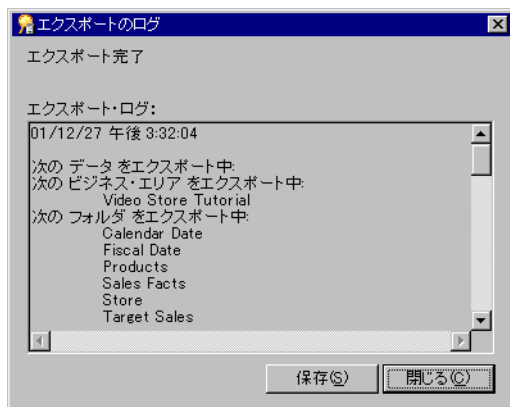 エクスポートのログ
エクスポート完了
エクスポート・ログ:
01/12/27 午後 3:32:04
次の データ をエクスポート中:
次の ビジネス・エリア をエクスポート中:
Video Store Tutorial
次の フォルダ をエクスポート中:
Calendar Date
Fiscal Date
Products
Sales Facts
Store
Target Sales
保存(S) 閉じる(C)